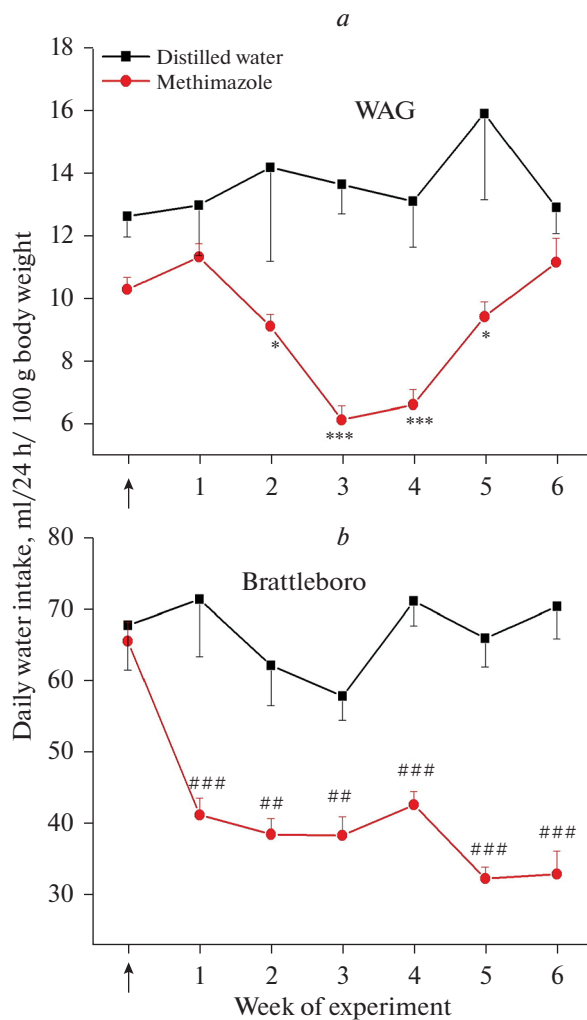 a
18
Distilled water
Methimazole
16
WAG
14
12
10
*
*
8
6
***
***
1 2 3 4 5 6
Daily water intake, ml/24 h/ 100 g body weight
b
80
Brattleboro
70
60
50
###
##
##
###
###
###
40
30
1 2 3 4 5 6
Week of experiment